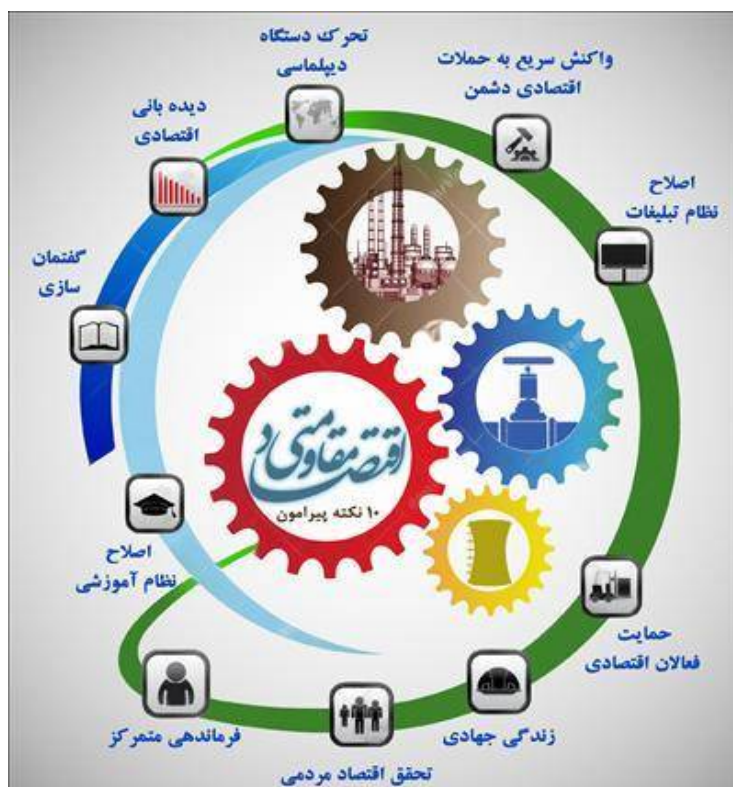 تحرک دستگاه
دیپلماسی
واکنش سریع به حملات
اقتصادی دشمن
دیده بانی
اقتصادی
اصلاح
نظام تبلیغات
گفتمان
سازی
اقتصاد مقاومتی
۱۰ نکته پیرامون
اصلاح
نظام آموزشی
حمایت
فعالان اقتصادی
فرماندهی متمرکز
زندگی جهادی
تحقق اقتصاد مردمی